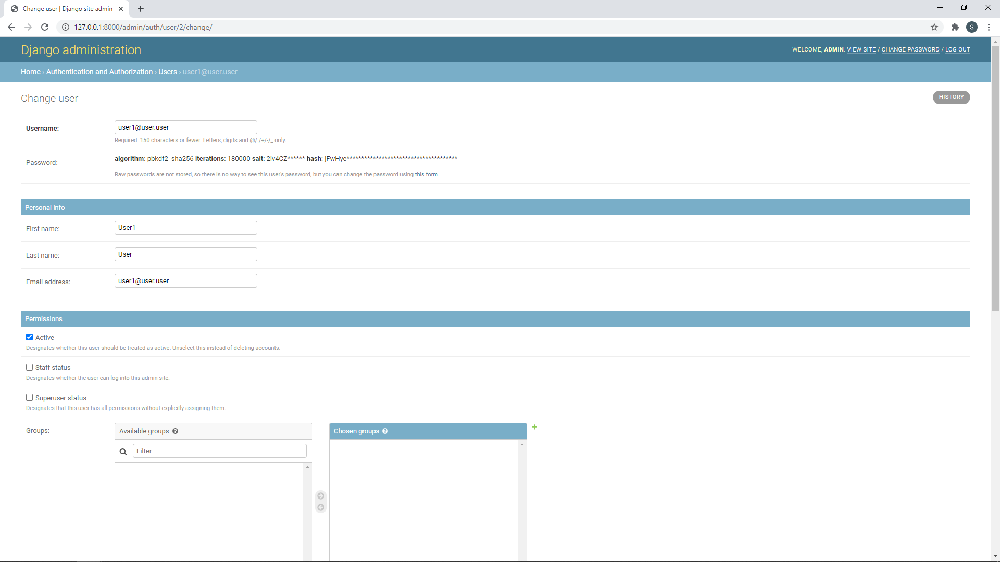 Change user | Django site admin
127.0.0.1:8000/admin/auth/user/2/change/
S
Django administration
WELCOME, ADMIN. VIEW SITE / CHANGE PASSWORD / LOG OUT
Home › Authentication and Authorization › Users › user1@user.user
Change user
HISTORY
Username:
user1@user.user
Required. 150 characters or fewer. Letters, digits and @/./+/-/_ only.
Password:
algorithm: pbkdf2_sha256 iterations: 180000 salt: 2iv4CZ****** hash: jFwHye**************************************
Raw passwords are not stored, so there is no way to see this user's password, but you can change the password using this form.
Personal info
First name:
User1
Last name:
User
Email address:
user1@user.user
Permissions
Active
Designates whether this user should be treated as active. Unselect this instead of deleting accounts.
Staff status
Designates whether the user can log into this admin site.
Superuser status
Designates that this user has all permissions without explicitly assigning them.
Groups:
Available groups
Filter
Chosen groups